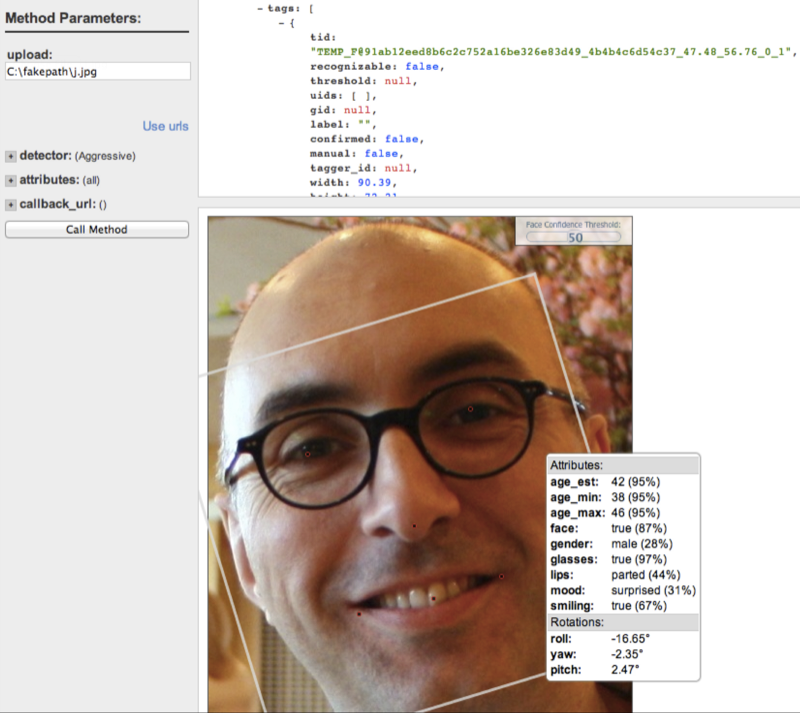 Method Parameters:
upload:
C:\fakepath\j.jpg
Use urls
+ detector: (Aggressive)
+ attributes: (all)
+ callback_url: ()
Call Method
– tags: [
– {
tid:
"TEMP_F@91ab12eed8b6c2c752a16be326e83d49_4b4b4c6d54c37_47.48_56.76_0_1",
recognizable: false,
threshold: null,
uids: [ ],
gid: null,
label: "",
confirmed: false,
manual: false,
tagger_id: null,
width: 90.39,
Face Confidence Threshold:
50
Attributes:
age_est: 42 (95%)
age_min: 38 (95%)
age_max: 46 (95%)
face: true (87%)
gender: male (28%)
glasses: true (97%)
lips: parted (44%)
mood: surprised (31%)
smiling: true (67%)
Rotations:
roll: -16.65°
yaw: -2.35°
pitch: 2.47°